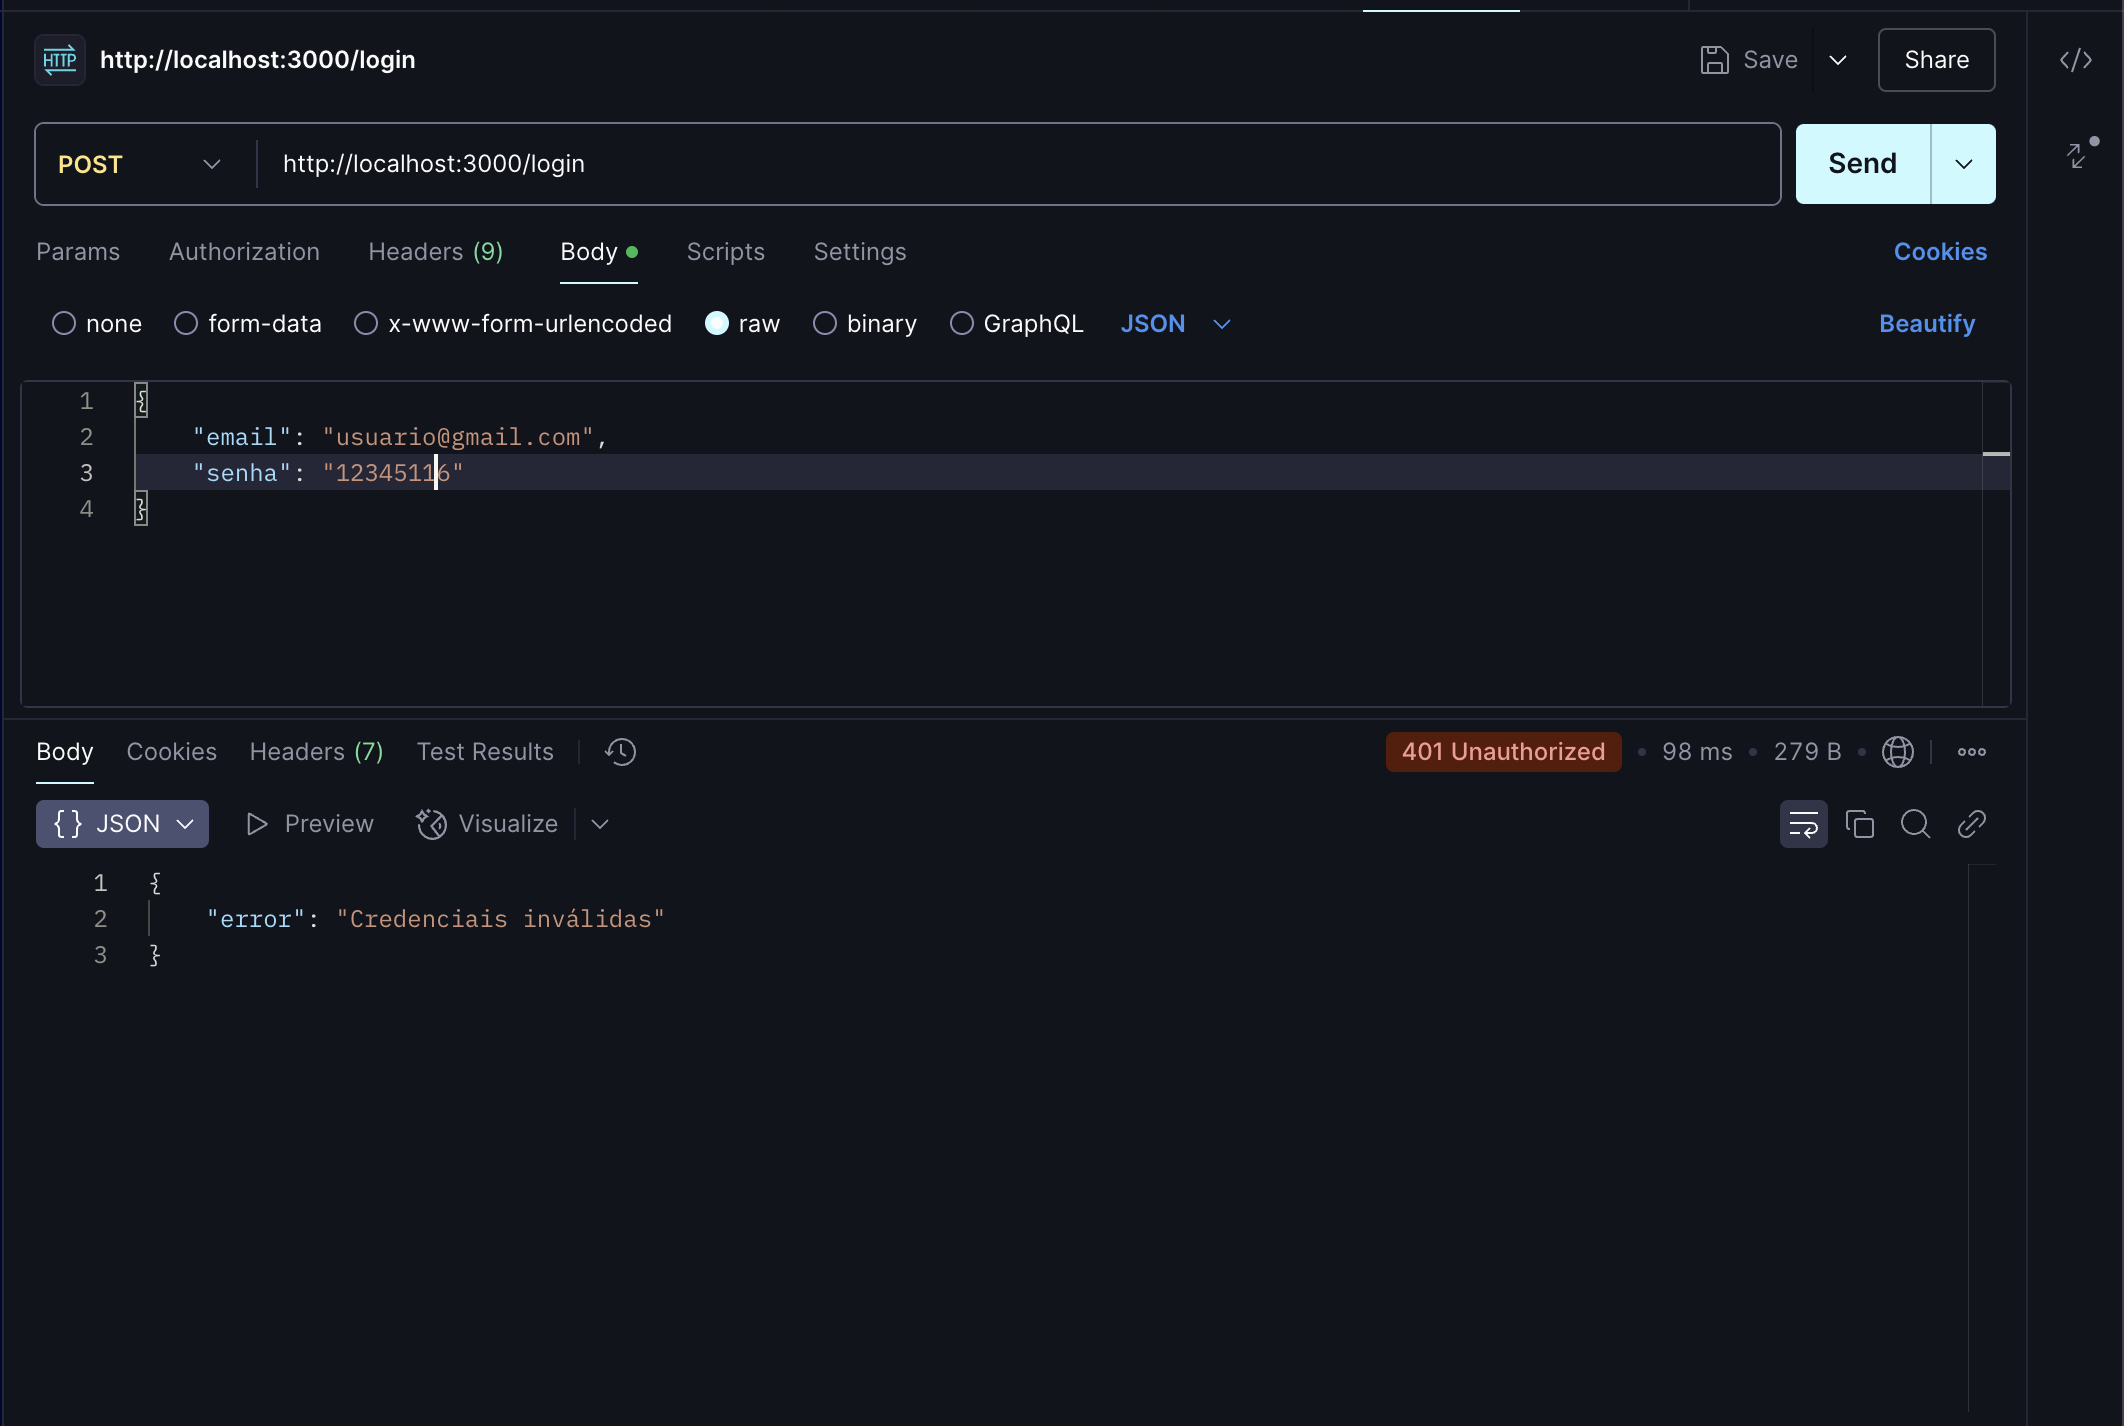 HTTP http://localhost:3000/login Save Share
POST http://localhost:3000/login Send
Params Authorization Headers (9) Body Scripts Settings Cookies
none form-data x-www-form-urlencoded raw binary GraphQL JSON Beautify
1 {
2 "email": "usuario@gmail.com",
3 "senha": "12345116"
4 }
Body Cookies Headers (7) Test Results 401 Unauthorized • 98 ms • 279 B •
{} JSON Preview Visualize
1 {
2 "error": "Credenciais inválidas"
3 }